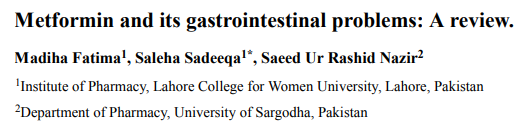 Metformin and its gastrointestinal problems: A review.
Madiha Fatima¹, Saleha Sadeeqa¹*, Saeed Ur Rashid Nazir²
¹Institute of Pharmacy, Lahore College for Women University, Lahore, Pakistan
²Department of Pharmacy, University of Sargodha, Pakistan